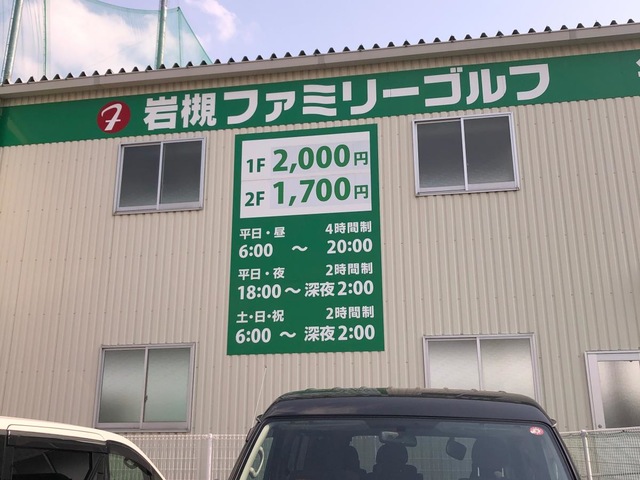 岩槻ファミリーゴルフ
1F 2,000円
2F 1,700円
平日・昼 4時間制
6:00 〜 20:00
平日・夜 2時間制
18:00〜深夜2:00
土・日・祝 2時間制
6:00 〜 深夜2:00